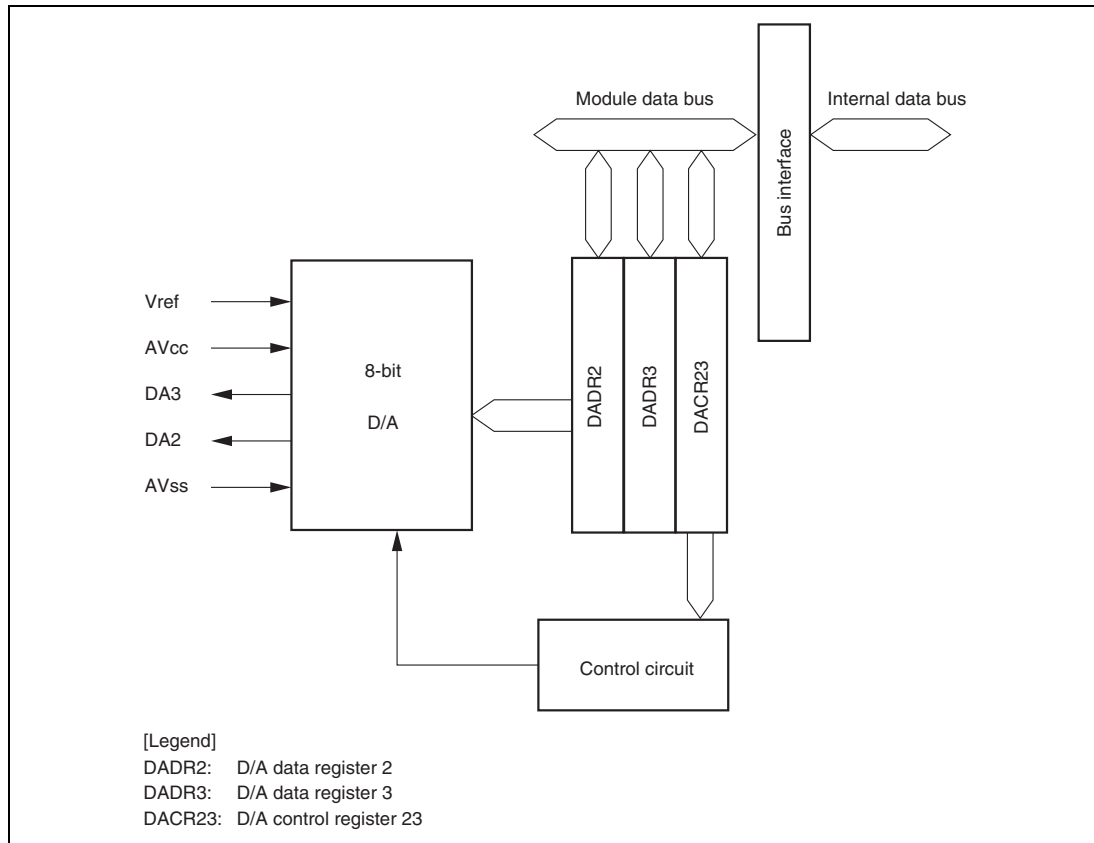 Module data bus
Internal data bus
Bus interface
Vref
AVcc
DA3
DA2
AVss
8-bit
D/A
DADR2
DADR3
DACR23
Control circuit
[Legend]
DADR2: D/A data register 2
DADR3: D/A data register 3
DACR23: D/A control register 23